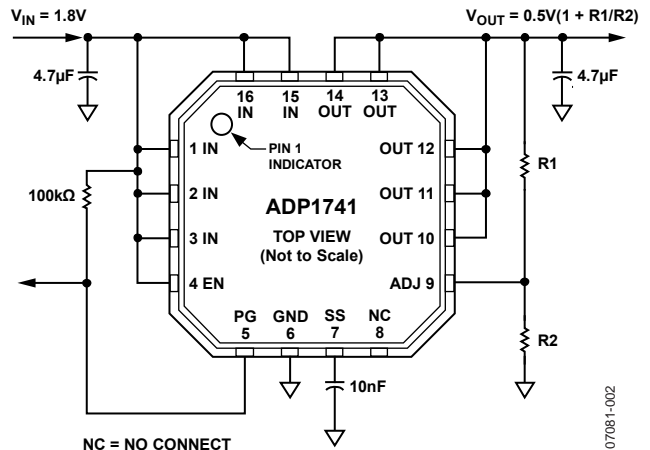 VIN = 1.8V
VOUT = 0.5V(1 + R1/R2)
4.7µF
4.7µF
16 IN
15 IN
14 OUT
13 OUT
PIN 1 INDICATOR
1 IN
2 IN
3 IN
4 EN
OUT 12
OUT 11
OUT 10
ADJ 9
100kΩ
R1
R2
ADP1741
TOP VIEW
(Not to Scale)
PG 5
GND 6
SS 7
NC 8
10nF
NC = NO CONNECT
07081-002